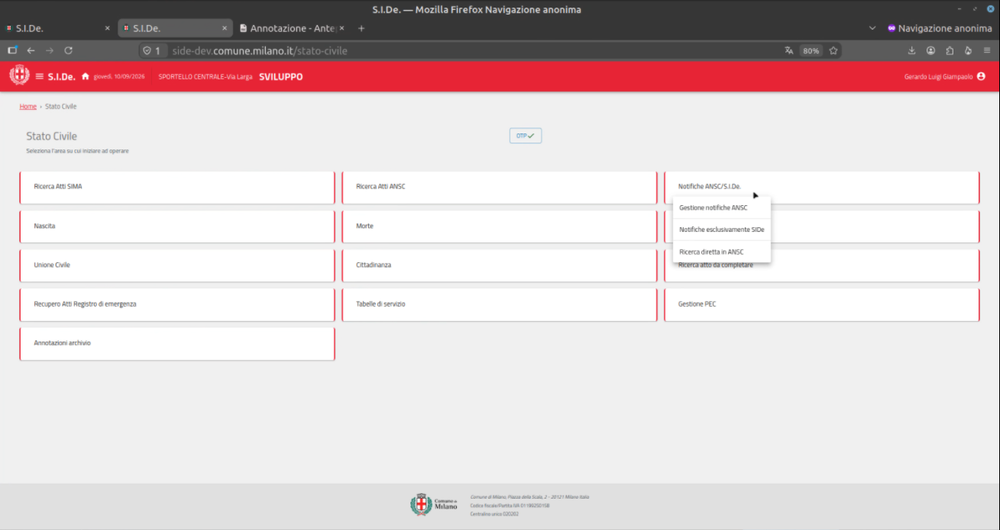 S.I.De. — Mozilla Firefox Navigazione anonima
S.I.De.
S.I.De.
Annotazione - Ante
Navigazione anonima
1
side-dev.comune.milano.it/stato-civile
80%
S.I.De.
giovedì, 10/09/2026
SPORTELLO CENTRALE-Via Larga
SVILUPPO
Gerardo Luigi Giampaolo
Home › Stato Civile
Stato Civile
OTP
Seleziona l'area su cui iniziare ad operare
Ricerca Atti SIMA
Ricerca Atti ANSC
Notifiche ANSC/S.I.De.
Gestione notifiche ANSC
Notifiche esclusivamente SIDe
Ricerca diretta in ANSC
Nascita
Morte
Unione Civile
Cittadinanza
Ricerca atto da completare
Recupero Atti Registro di emergenza
Tabelle di servizio
Gestione PEC
Annotazioni archivio
Comune di
Milano
Comune di Milano, Piazza della Scala, 2 - 20121 Milano Italia
Codice fiscale/Partita IVA 01199250158
Centralino unico 020202